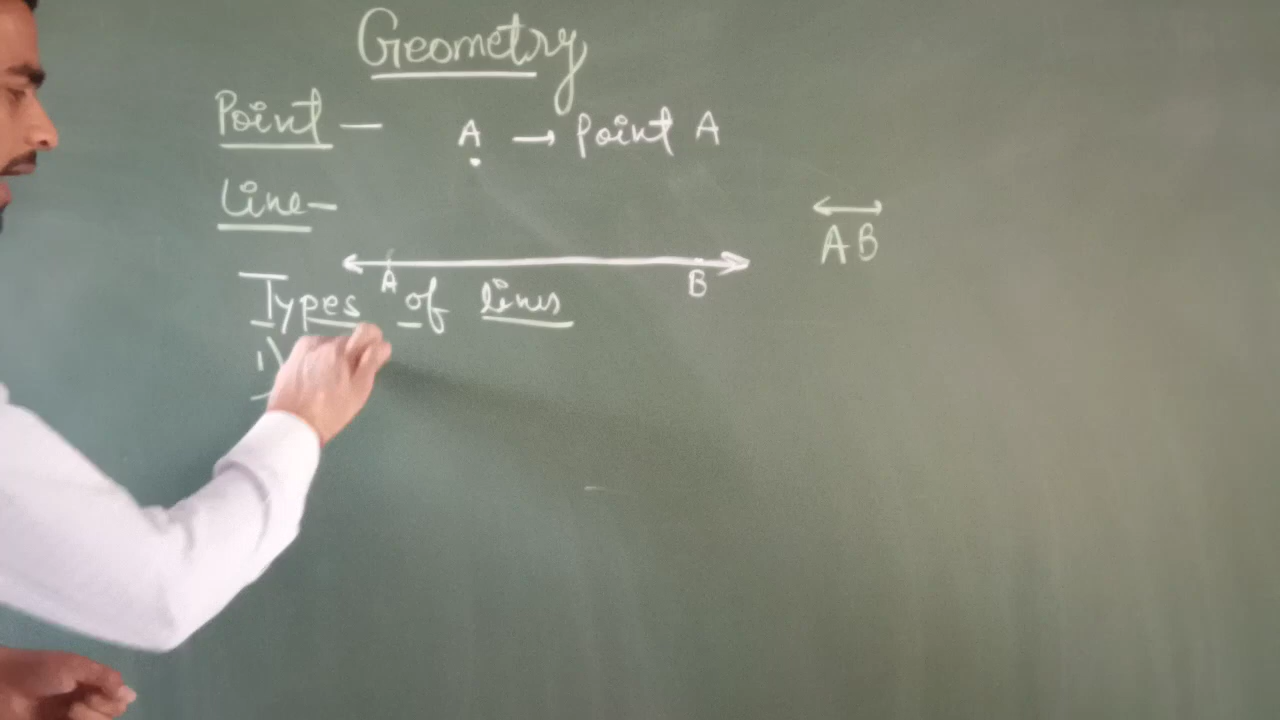 Geometry
Point — A → Point A
Line —
AB
A B
Types of lines
1)